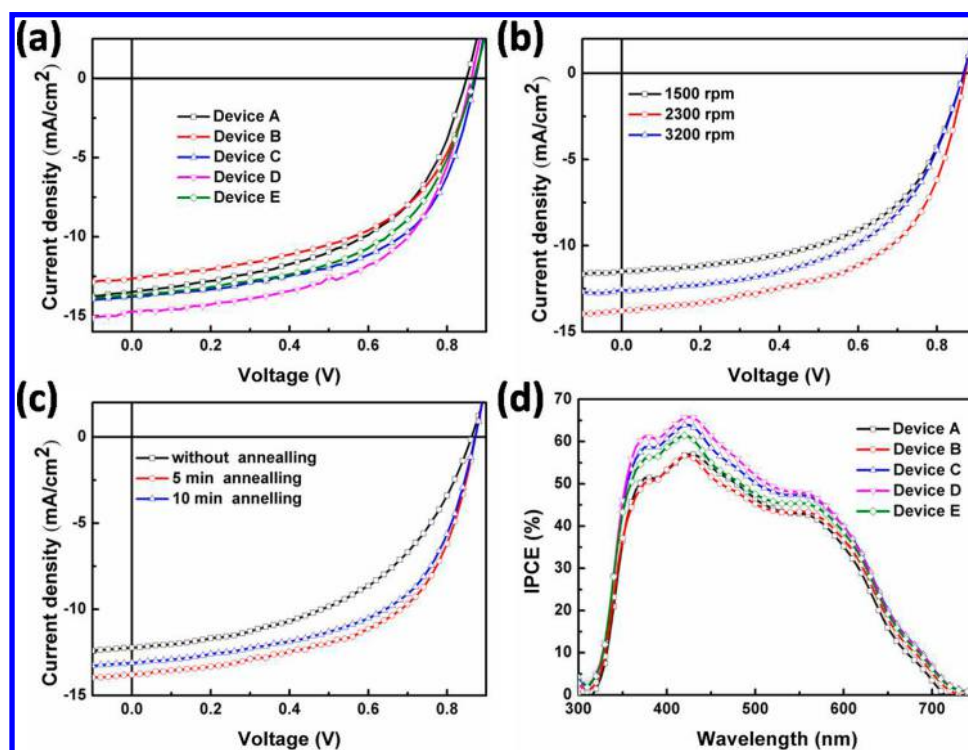 (a)
Current density (mA/cm²)
0
-5
-10
-15
Device A
Device B
Device C
Device D
Device E
0.0 0.2 0.4 0.6 0.8
Voltage (V)
(b)
Current density (mA/cm²)
0
-5
-10
-15
1500 rpm
2300 rpm
3200 rpm
0.0 0.2 0.4 0.6 0.8
Voltage (V)
(c)
Current density (mA/cm²)
0
-5
-10
-15
without annealling
5 min annealling
10 min annelling
0.0 0.2 0.4 0.6 0.8
Voltage (V)
(d)
IPCE (%)
70
60
50
40
30
20
10
0
Device A
Device B
Device C
Device D
Device E
300 400 500 600 700
Wavelength (nm)